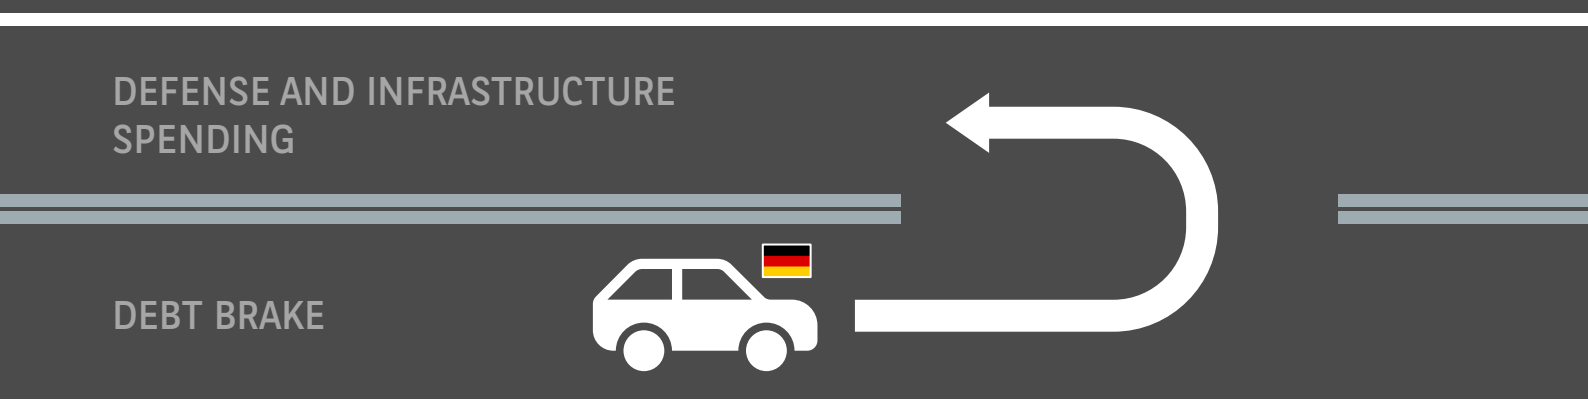 DEFENSE AND INFRASTRUCTURE
SPENDING
DEBT BRAKE